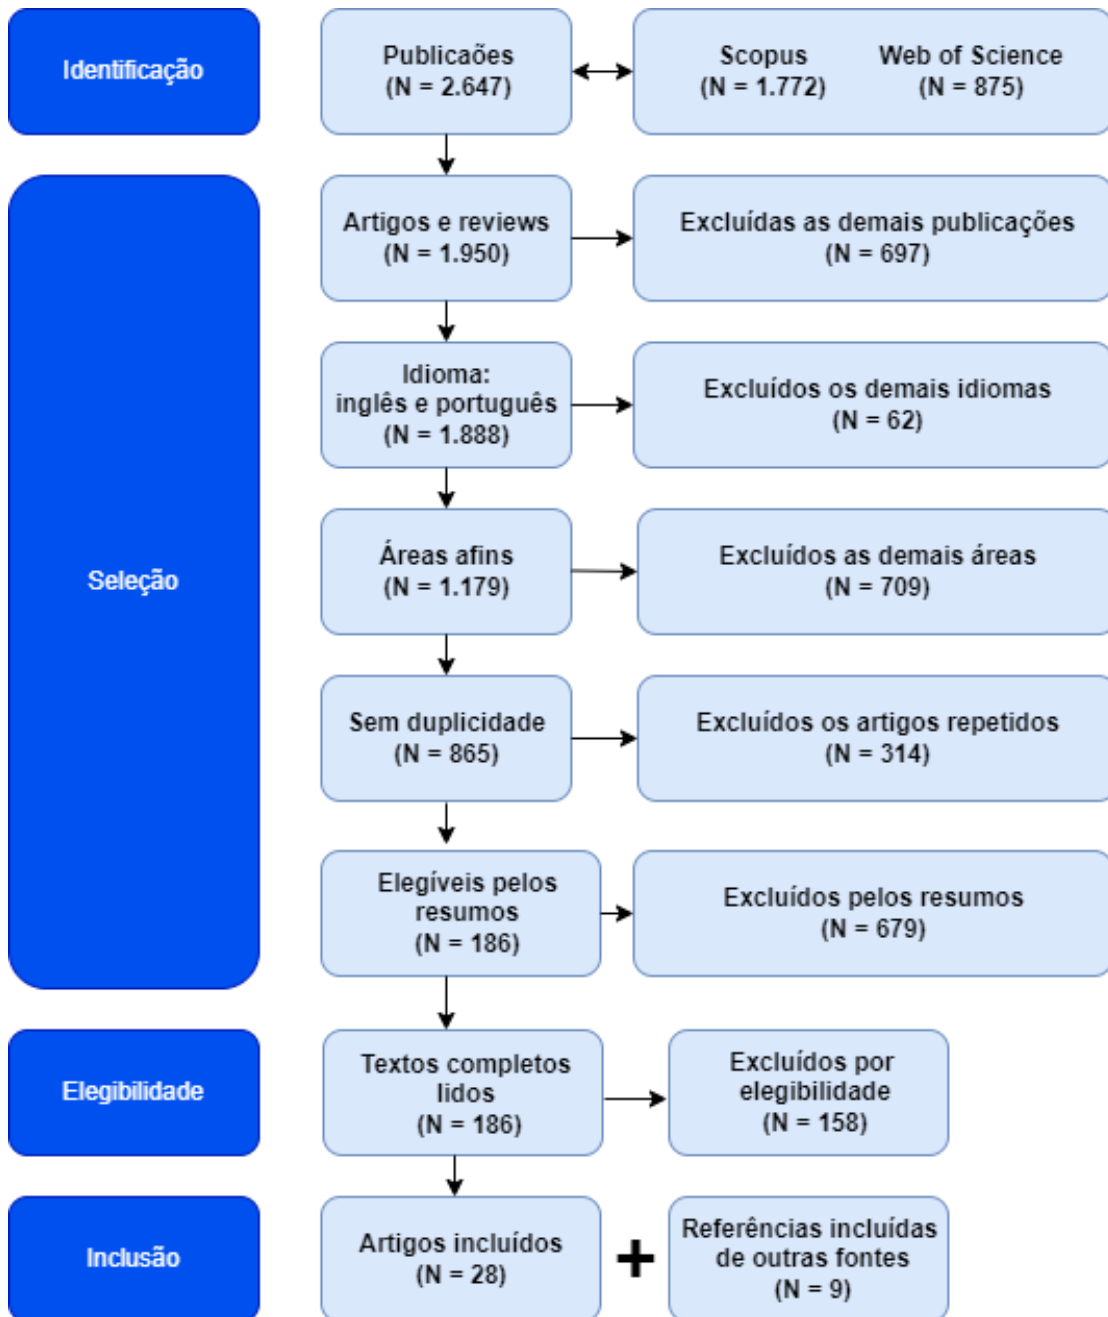 Identificação
Publicaões
(N = 2.647)
Scopus
(N = 1.772)
Web of Science
(N = 875)
Seleção
Artigos e reviews
(N = 1.950)
Excluídas as demais publicações
(N = 697)
Idioma:
inglês e português
(N = 1.888)
Excluídos os demais idiomas
(N = 62)
Áreas afins
(N = 1.179)
Excluídos as demais áreas
(N = 709)
Sem duplicidade
(N = 865)
Excluídos os artigos repetidos
(N = 314)
Elegíveis pelos
resumos
(N = 186)
Excluídos pelos resumos
(N = 679)
Elegibilidade
Textos completos
lidos
(N = 186)
Excluídos por
elegibilidade
(N = 158)
Inclusão
Artigos incluídos
(N = 28)
+
Referências incluídas
de outras fontes
(N = 9)